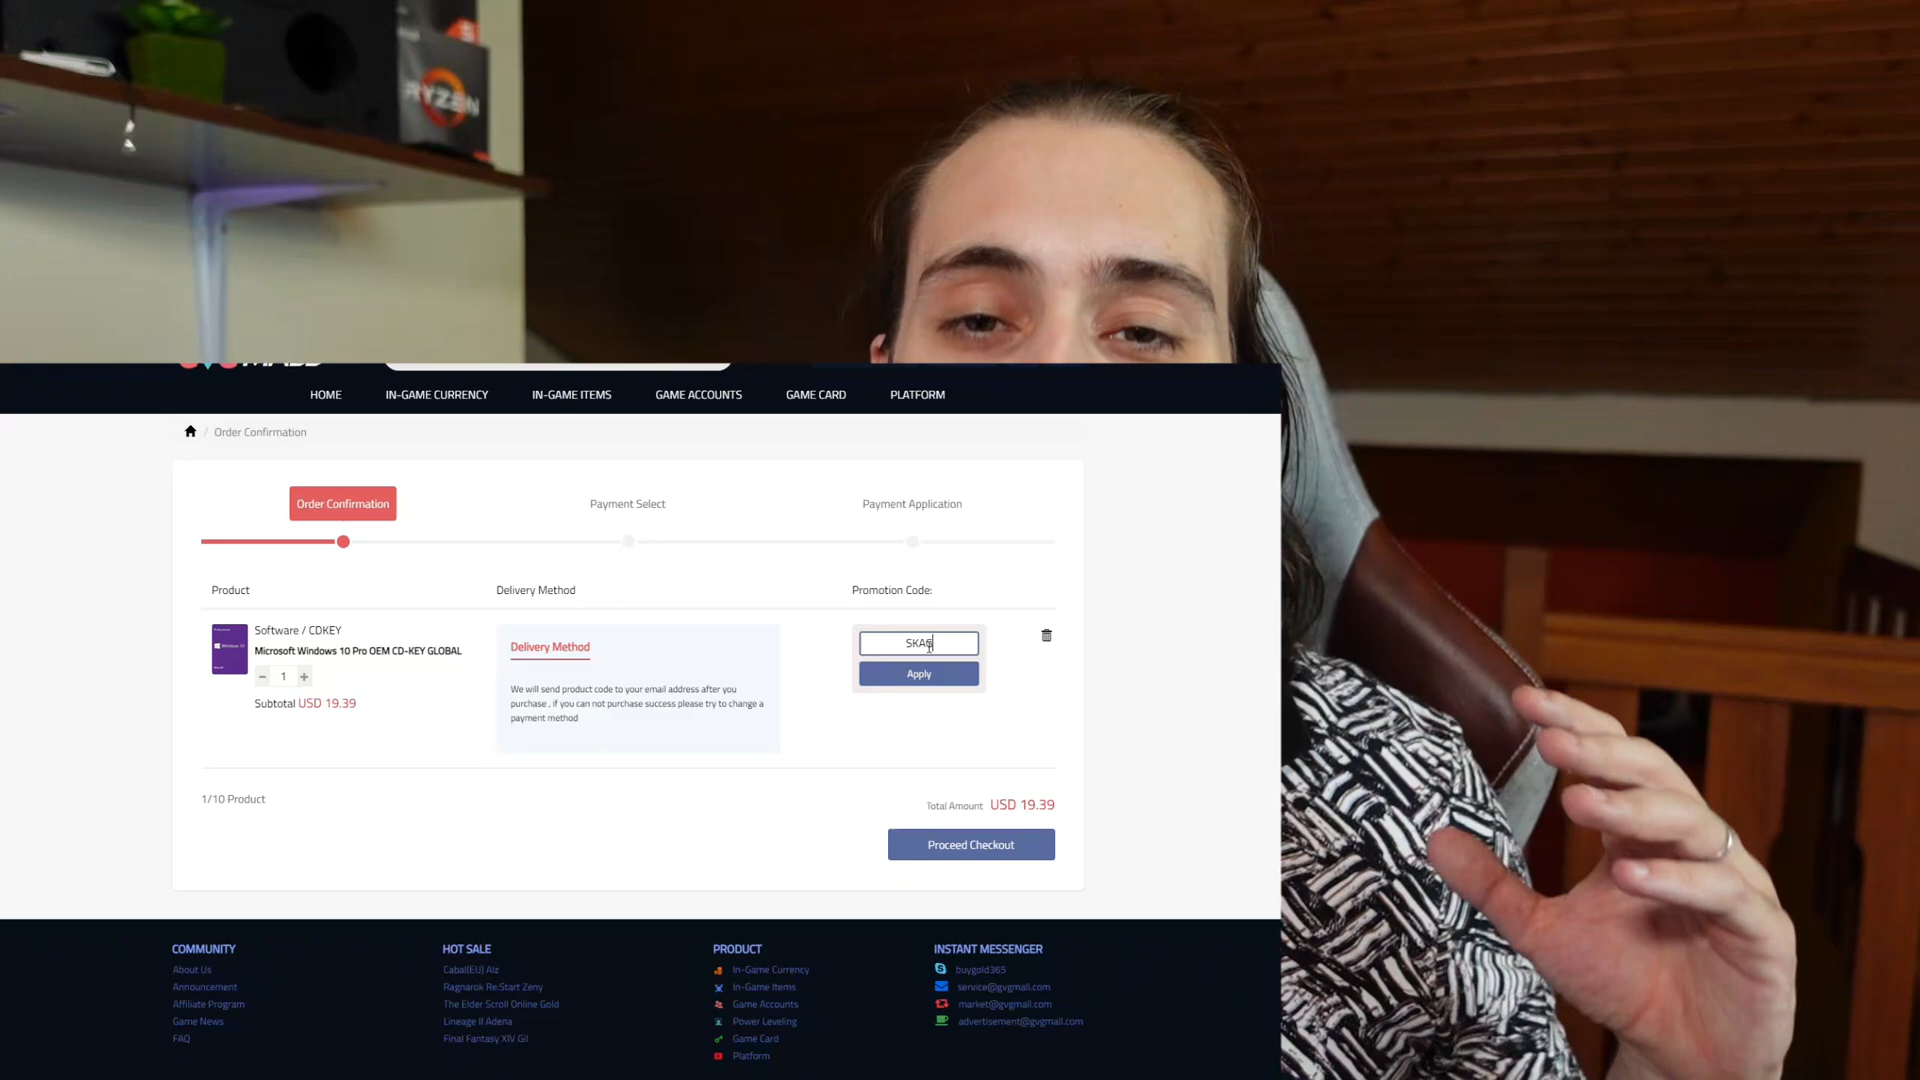 RYZEN
HOME IN-GAME CURRENCY IN-GAME ITEMS GAME ACCOUNTS GAME CARD PLATFORM
/ Order Confirmation
Order Confirmation Payment Select Payment Application
Product Delivery Method Promotion Code:
Software / CDKEY
Microsoft Windows 10 Pro OEM CD-KEY GLOBAL
− 1 +
Subtotal USD 19.39
Delivery Method
We will send product code to your email address after you
purchase , if you can not purchase success please try to change a
payment method
SKAG
Apply
1/10 Product
Total Amount USD 19.39
Proceed Checkout
COMMUNITY
About Us
Announcement
Affiliate Program
Game News
FAQ
HOT SALE
Cabal(EU) Alz
Ragnarok Re:Start Zeny
The Elder Scroll Online Gold
Lineage II Adena
Final Fantasy XIV Gil
PRODUCT
In-Game Currency
In-Game Items
Game Accounts
Power Leveling
Game Card
Platform
INSTANT MESSENGER
buygold365
service@gvgmall.com
market@gvgmall.com
advertisement@gvgmall.com